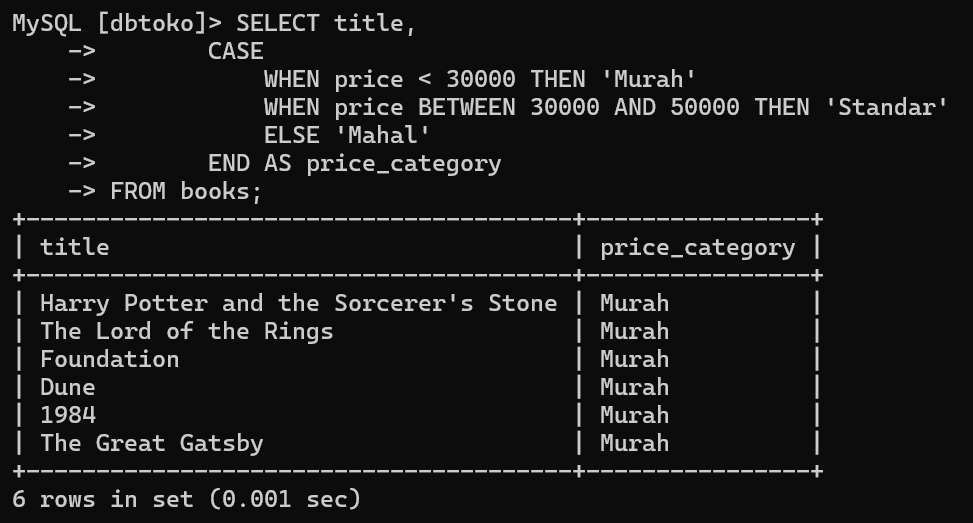 MySQL [dbtoko]> SELECT title,
    ->        CASE
    ->            WHEN price < 30000 THEN 'Murah'
    ->            WHEN price BETWEEN 30000 AND 50000 THEN 'Standar'
    ->            ELSE 'Mahal'
    ->        END AS price_category
    -> FROM books;
+---------------------------------------+----------------+
| title                                 | price_category |
+---------------------------------------+----------------+
| Harry Potter and the Sorcerer's Stone | Murah          |
| The Lord of the Rings                 | Murah          |
| Foundation                            | Murah          |
| Dune                                  | Murah          |
| 1984                                  | Murah          |
| The Great Gatsby                      | Murah          |
+---------------------------------------+----------------+
6 rows in set (0.001 sec)